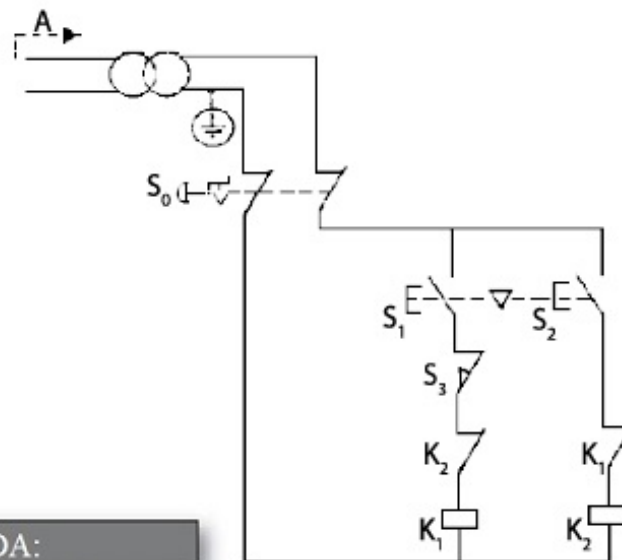 A
S₀
S₁
S₂
S₃
K₂
K₁
K₁
K₂
DA: